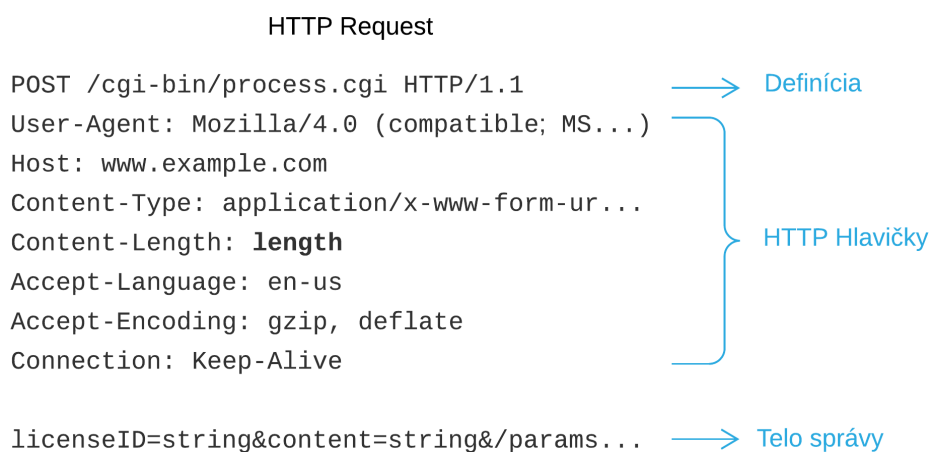 HTTP Request
POST /cgi-bin/process.cgi HTTP/1.1
Definícia
User-Agent: Mozilla/4.0 (compatible; MS...)
Host: www.example.com
Content-Type: application/x-www-form-ur...
Content-Length: length
HTTP Hlavičky
Accept-Language: en-us
Accept-Encoding: gzip, deflate
Connection: Keep-Alive
licenseID=string&content=string&/params...
Telo správy